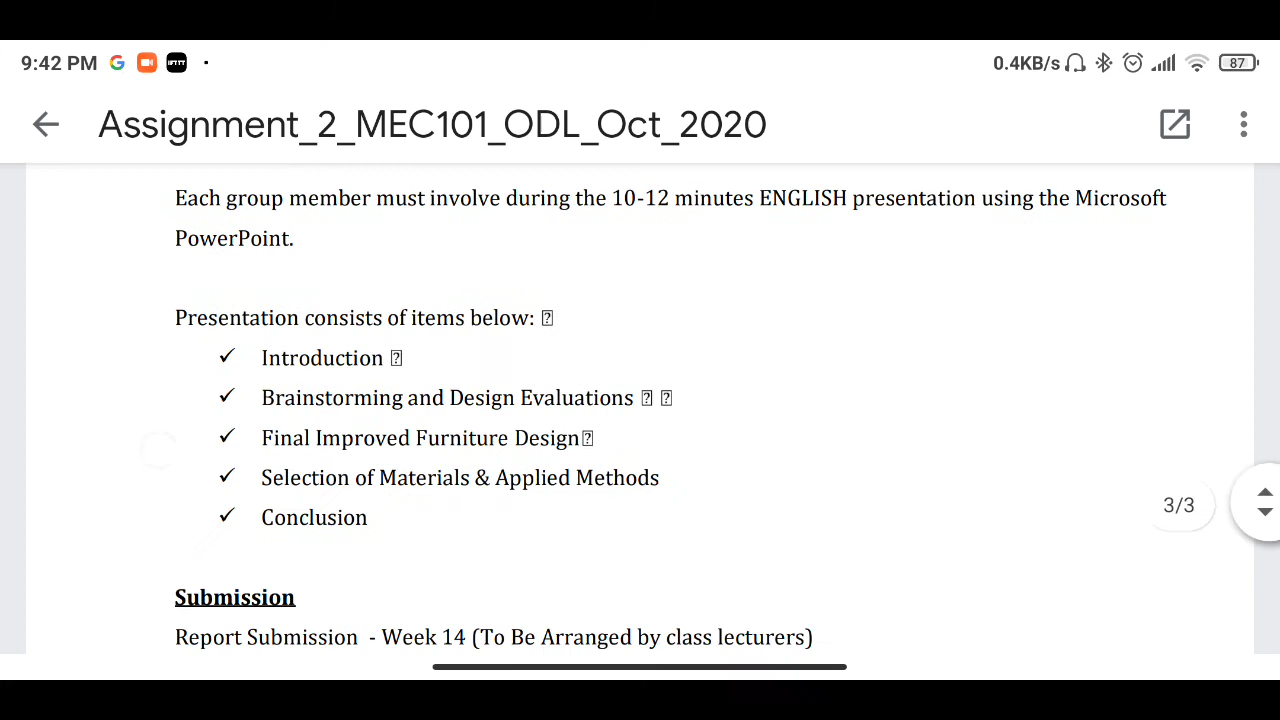 9:42 PM
0.4KB/s
87
Assignment_2_MEC101_ODL_Oct_2020
Each group member must involve during the 10-12 minutes ENGLISH presentation using the Microsoft
PowerPoint.
Presentation consists of items below: ⍰
✓ Introduction ⍰
✓ Brainstorming and Design Evaluations ⍰ ⍰
✓ Final Improved Furniture Design⍰
✓ Selection of Materials & Applied Methods
✓ Conclusion
3/3
Submission
Report Submission - Week 14 (To Be Arranged by class lecturers)